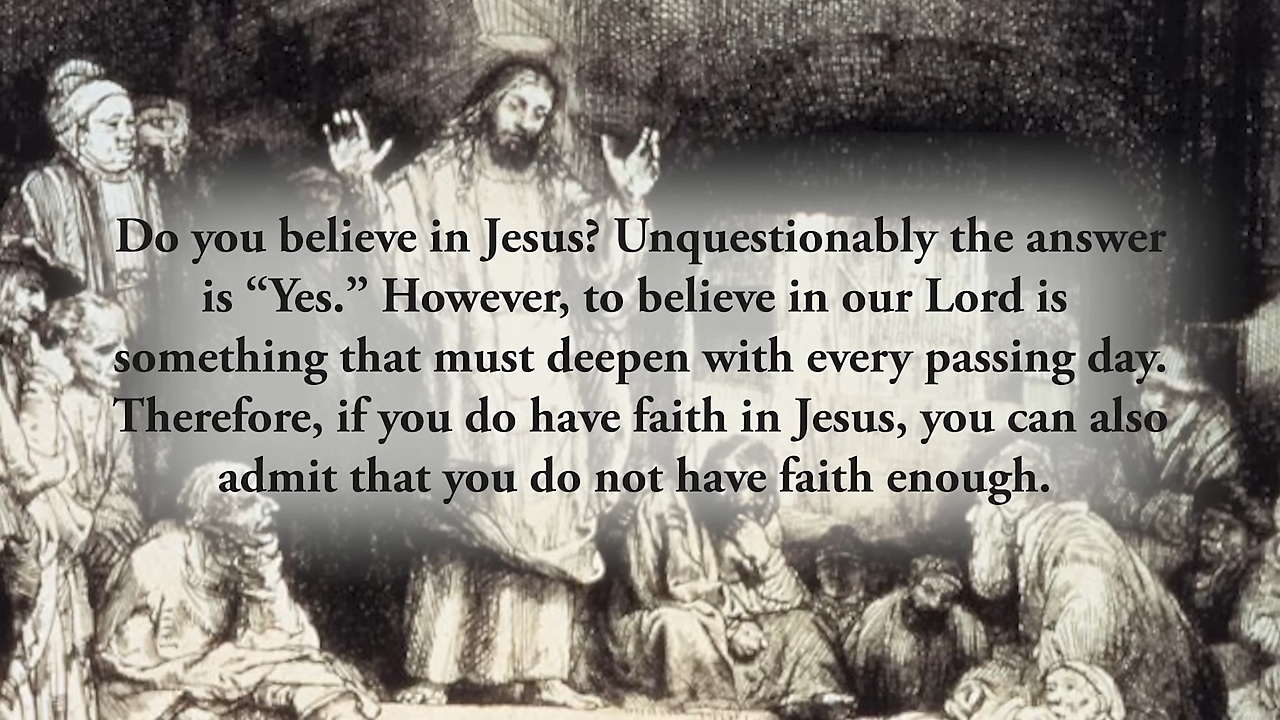 Do you believe in Jesus? Unquestionably the answer
is “Yes.” However, to believe in our Lord is
something that must deepen with every passing day.
Therefore, if you do have faith in Jesus, you can also
admit that you do not have faith enough.